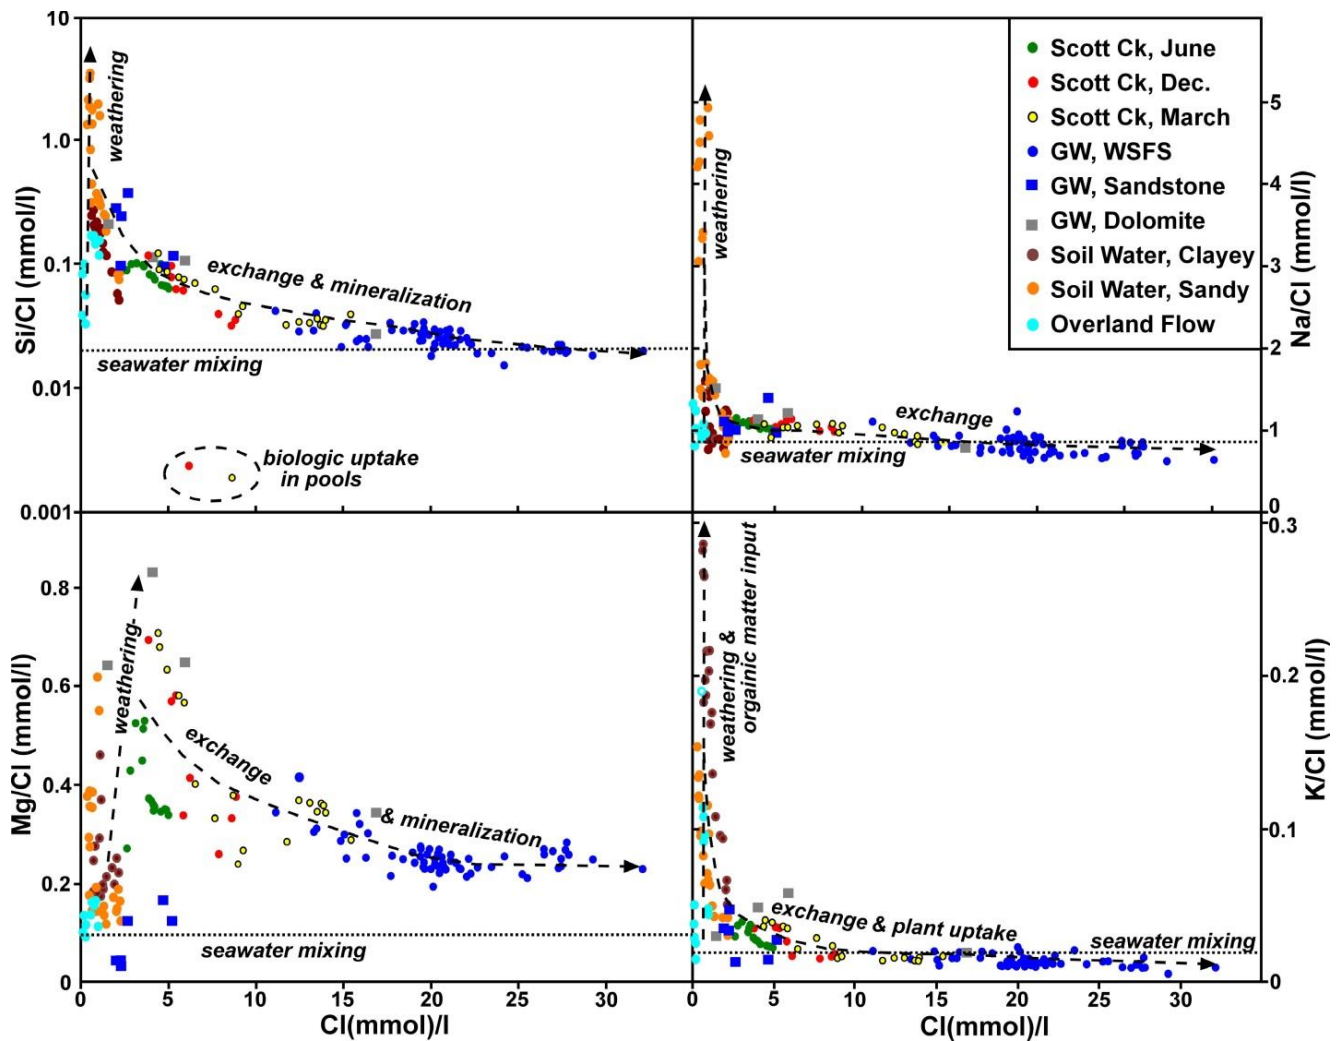 10
1.0
0.1
0.01
0.001
Si/Cl (mmol/l)
weathering
exchange & mineralization
seawater mixing
biologic uptake
in pools
weathering
exchange
seawater mixing
5
4
3
2
1
0
Na/Cl (mmol/l)
Scott Ck, June
Scott Ck, Dec.
Scott Ck, March
GW, WSFS
GW, Sandstone
GW, Dolomite
Soil Water, Clayey
Soil Water, Sandy
Overland Flow
0.8
0.6
0.4
0.2
0
Mg/Cl (mmol/l)
weathering
exchange
& mineralization
seawater mixing
0 5 10 15 20 25 30
Cl(mmol)/l
weathering &
orgainic matter input
exchange & plant uptake
seawater mixing
0.3
0.2
0.1
0
K/Cl (mmol/l)
0 5 10 15 20 25 30
Cl(mmol)/l